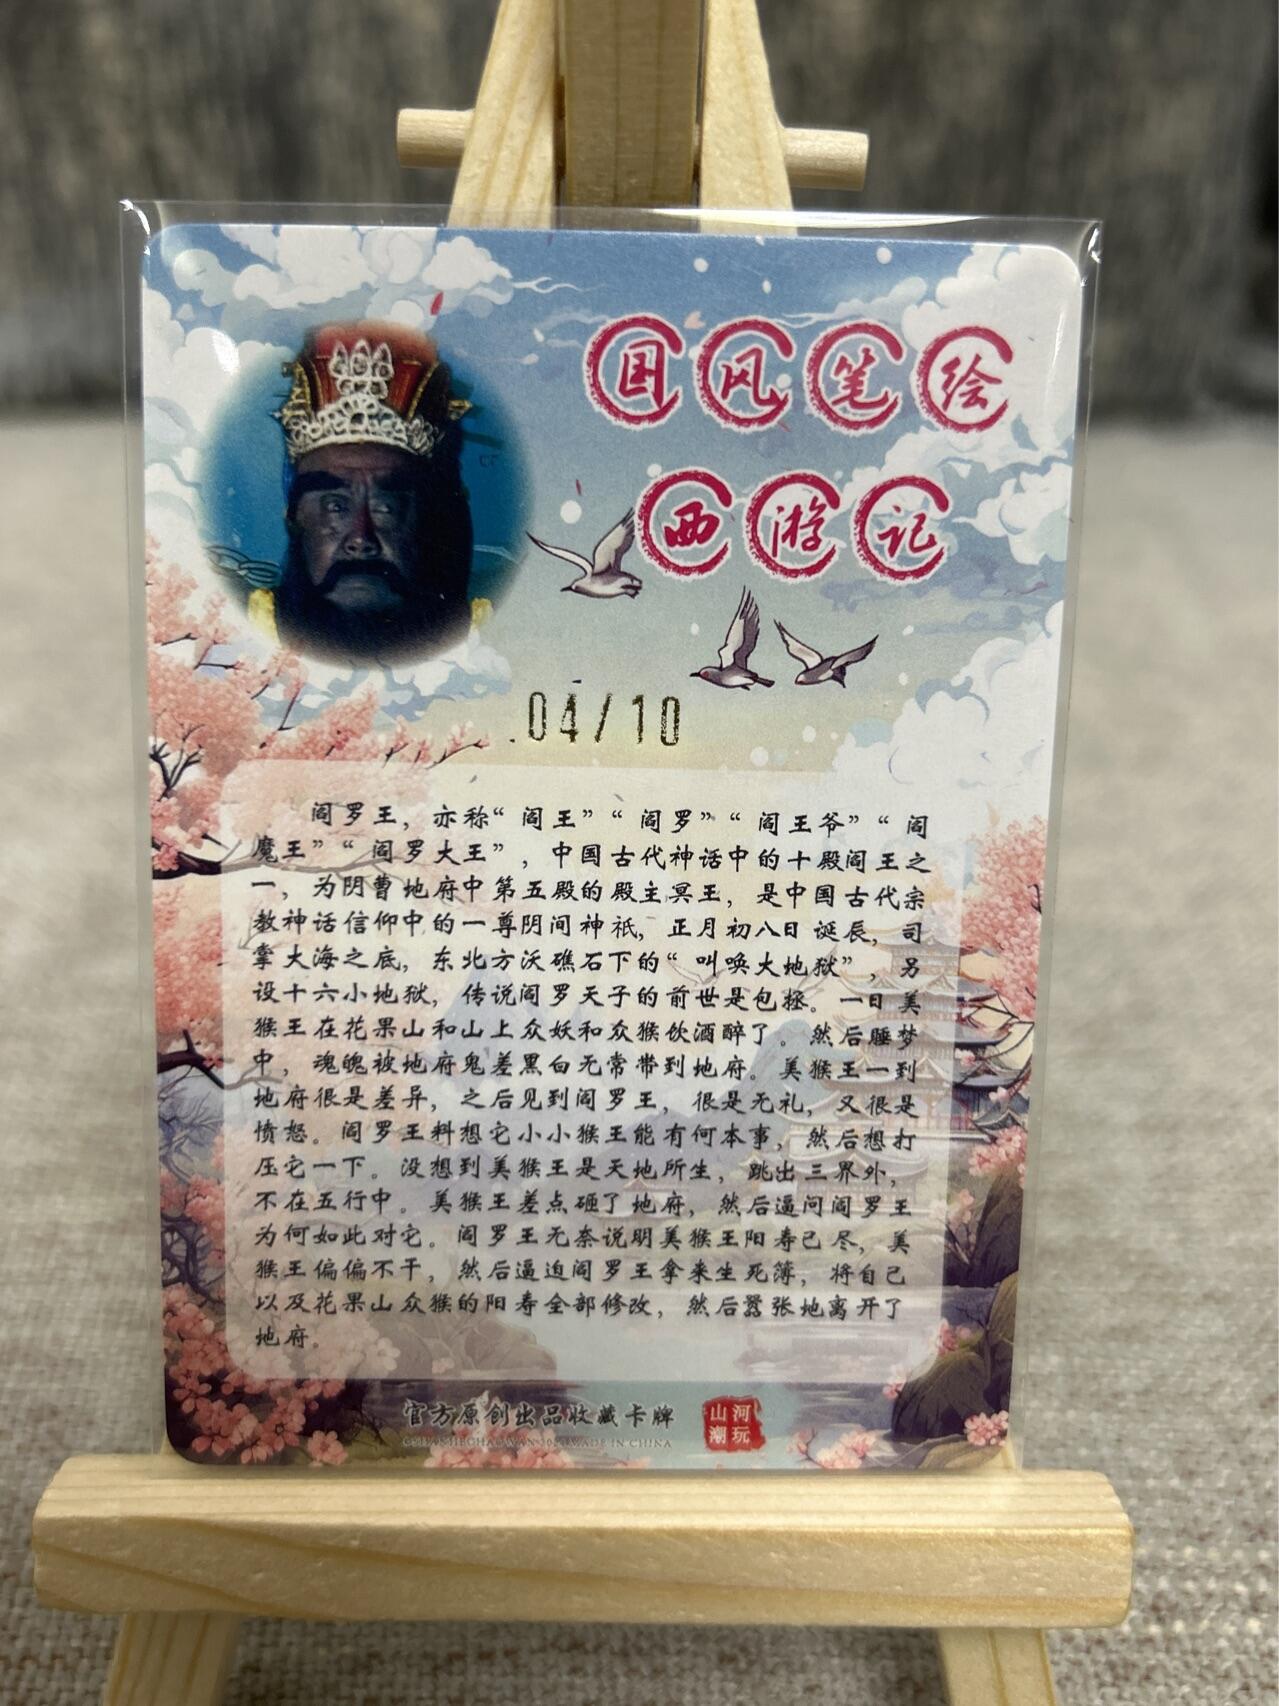 国风笔绘
西游记
.04/10
阎罗王，亦称“阎王”“阎罗”“阎王爷”“阎
魔王”“阎罗大王”，中国古代神话中的十殿阎王之
一，为阴曹地府中第五殿的殿主冥王，是中国古代宗
教神话信仰中的一尊阴间神祇，正月初八日诞辰，司
掌大海之底，东北方沃礁石下的“叫唤大地狱”，另
设十六小地狱，传说阎罗天子的前世是包拯。一日美
猴王在花果山和山上众妖和众猴饮酒醉了。然后睡梦
中，魂魄被地府鬼差黑白无常带到地府。美猴王一到
地府很是差异，之后见到阎罗王，很是无礼，又很是
愤怒。阎罗王料想它小小猴王能有何本事，然后想打
压它一下。没想到美猴王是天地所生，跳出三界外，
不在五行中。美猴王差点砸了地府，然后逼问阎罗王
为何如此对它。阎罗王无奈说明美猴王阳寿已尽，美
猴王偏偏不干，然后逼迫阎罗王拿来生死簿，将自己
以及花果山众猴的阳寿全部修改，然后嚣张地离开了
地府。
官方原创出品收藏卡牌
MADE IN CHINA
山河
潮玩